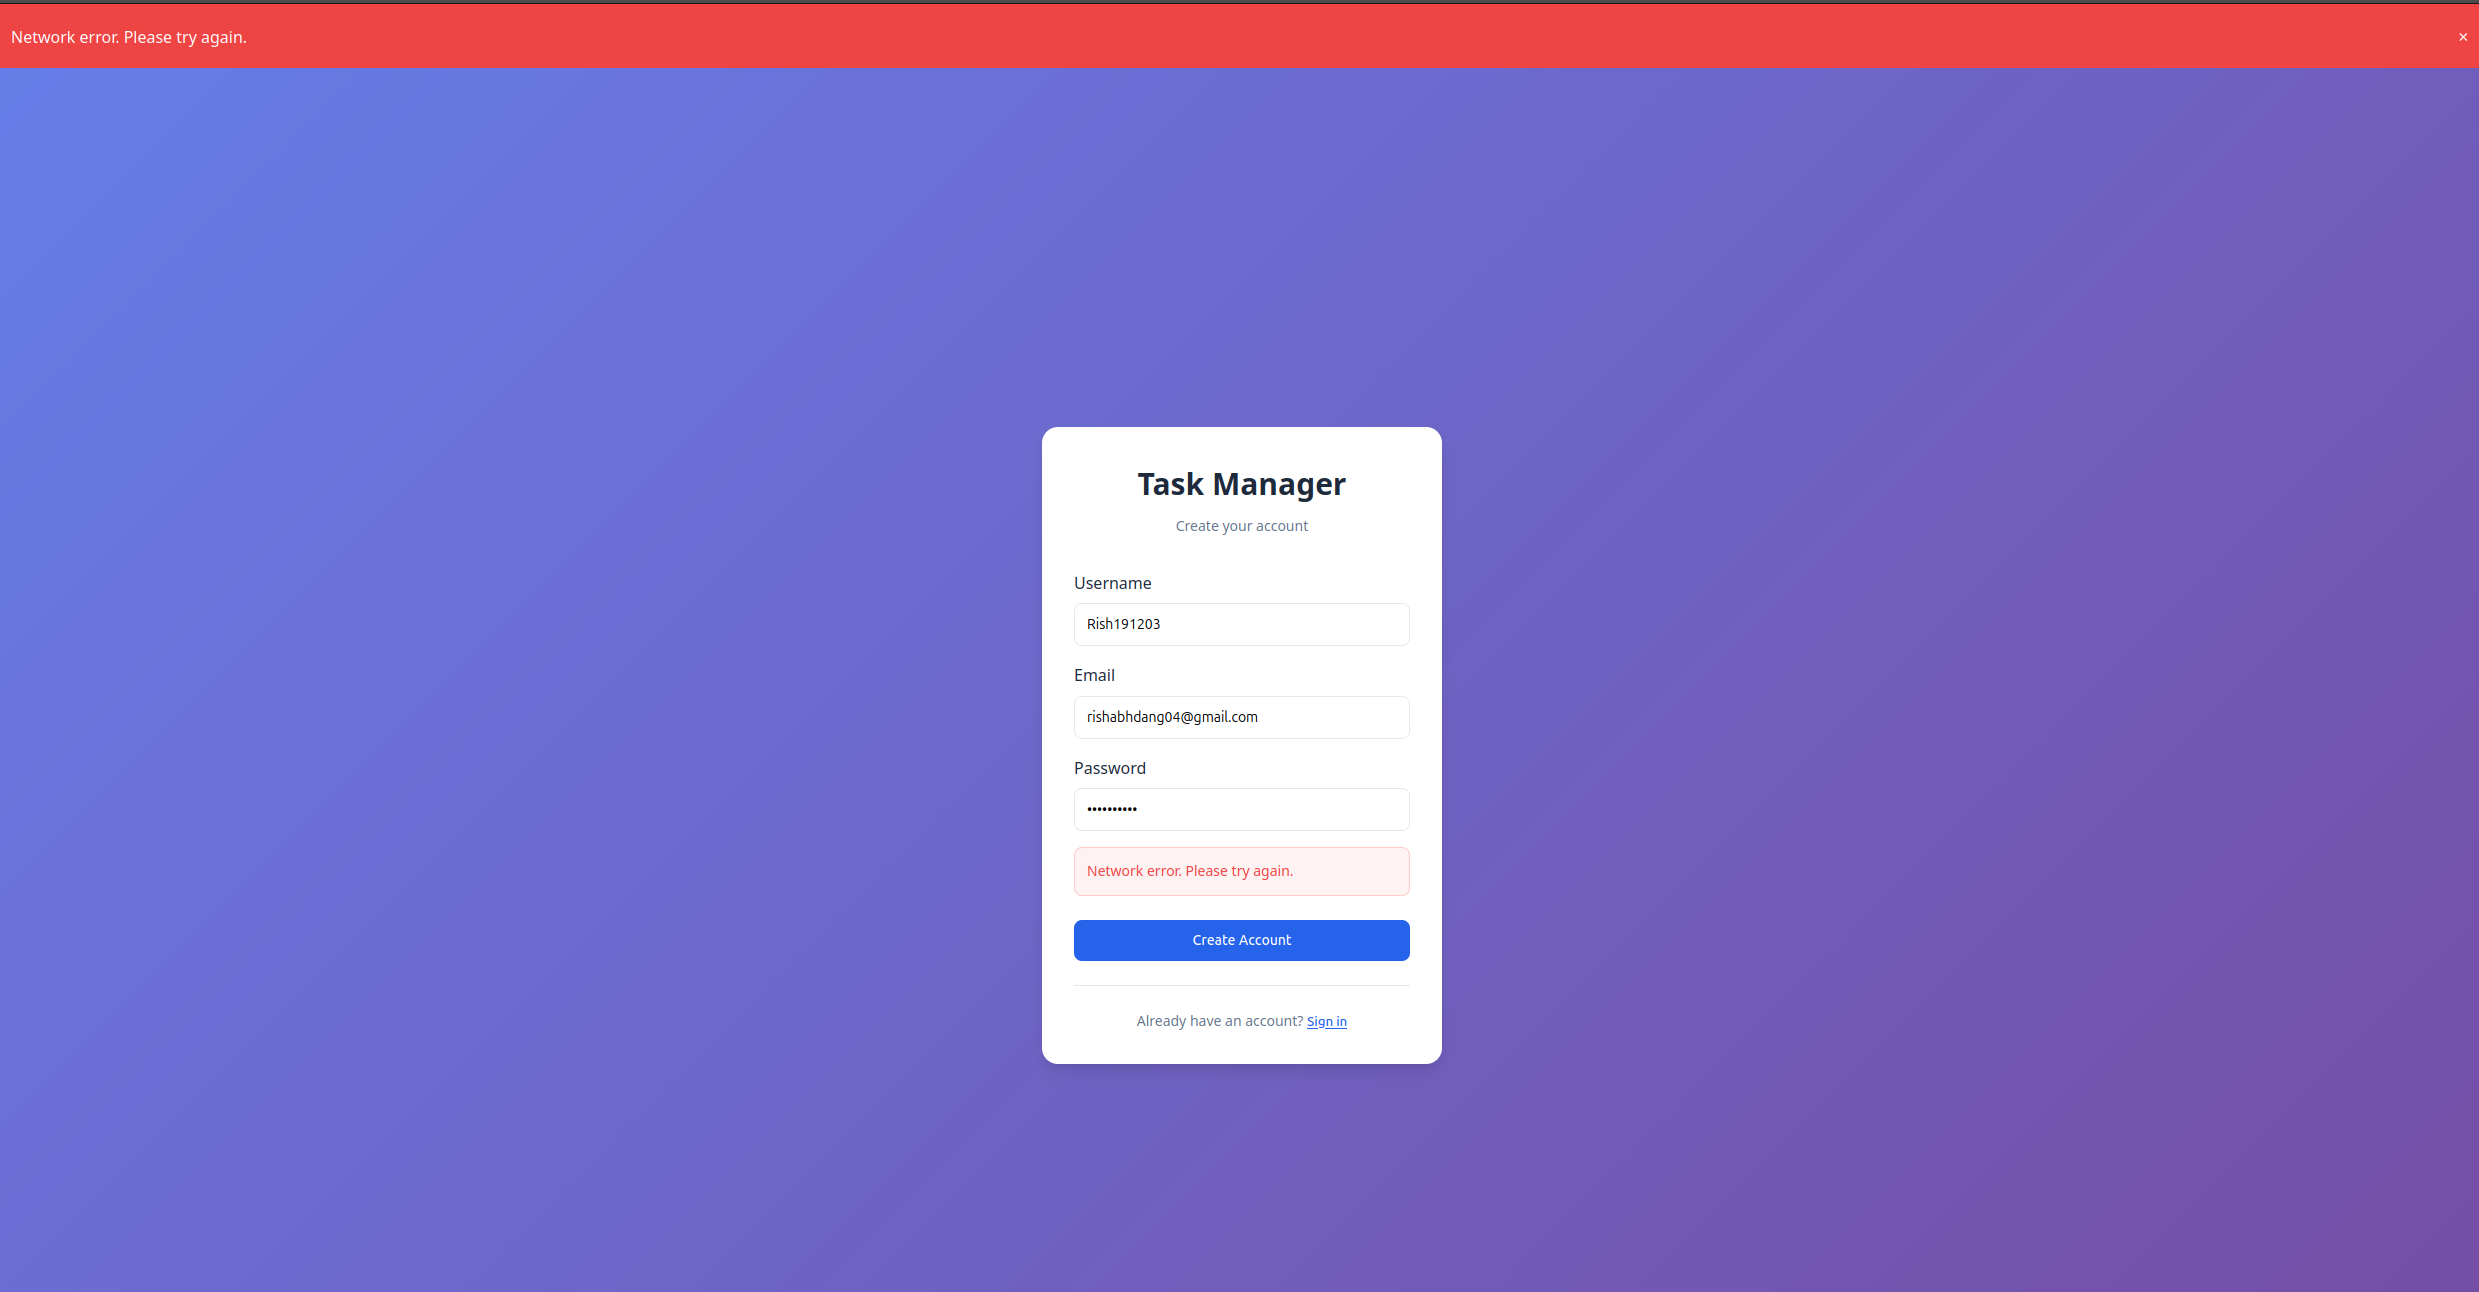 Network error. Please try again.
×
Task Manager
Create your account
Username
Rish191203
Email
rishabhdang04@gmail.com
Password
••••••••••
Network error. Please try again.
Create Account
Already have an account? Sign in